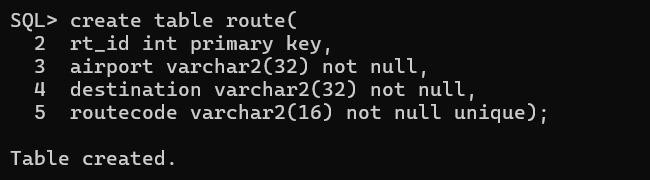 SQL> create table route(
  2  rt_id int primary key,
  3  airport varchar2(32) not null,
  4  destination varchar2(32) not null,
  5  routecode varchar2(16) not null unique);

Table created.